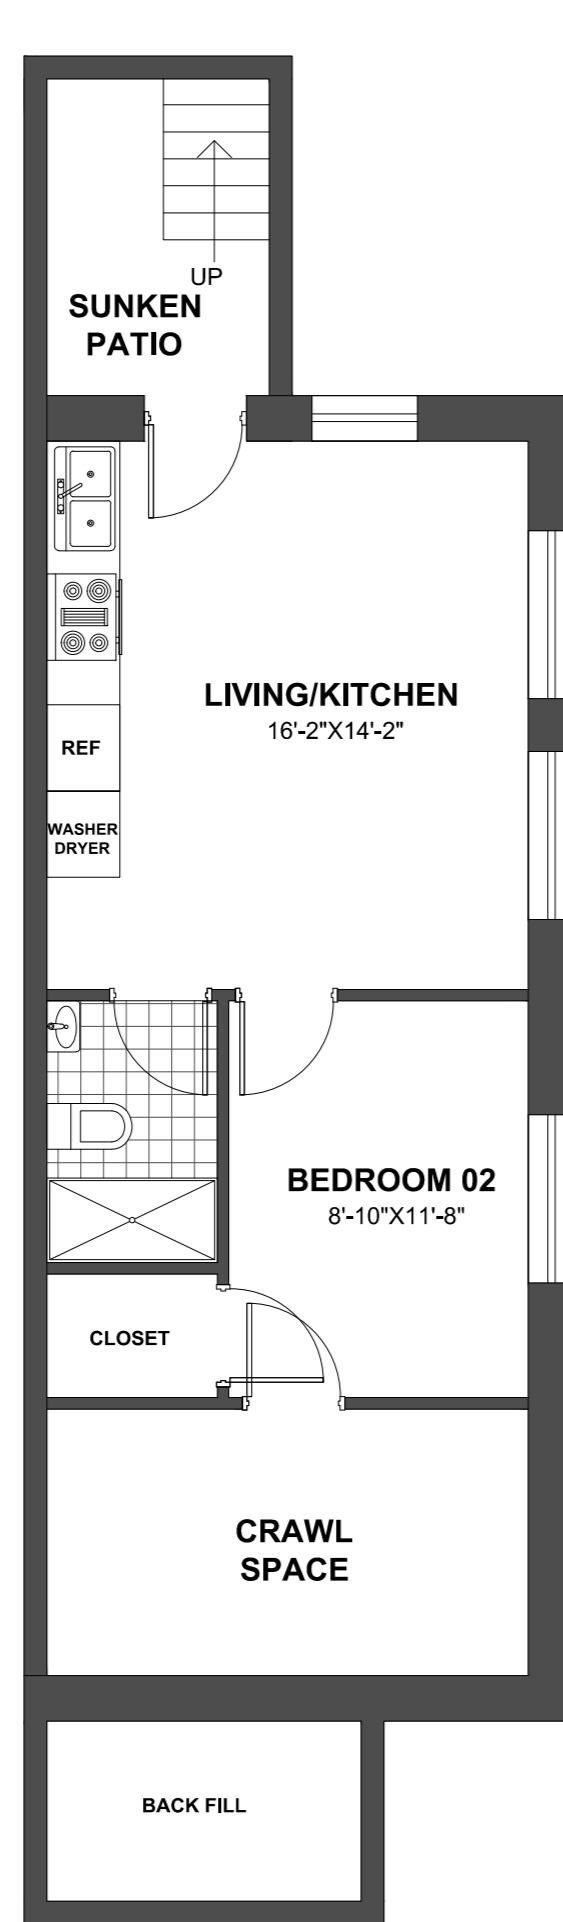 UP
SUNKEN
PATIO
LIVING/KITCHEN
16'-2"X14'-2"
REF
WASHER
DRYER
BEDROOM 02
8'-10"X11'-8"
CLOSET
CRAWL
SPACE
BACK FILL